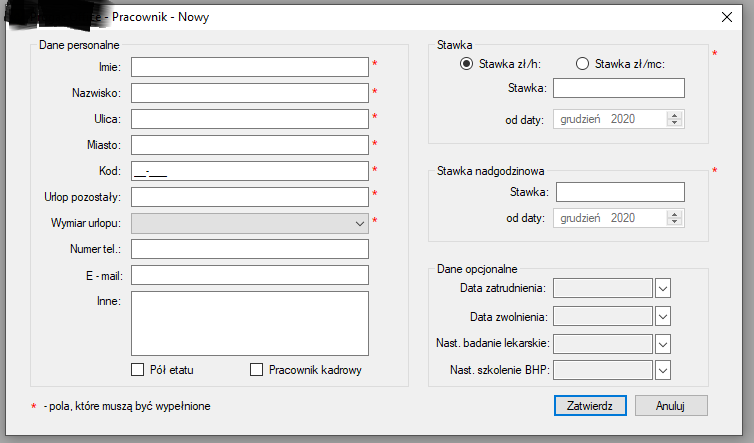 - Pracownik - Nowy
Dane personalne
Imie: *
Nazwisko: *
Ulica: *
Miasto: *
Kod: __-___ *
Urlop pozostały: *
Wymiar urlopu: *
Numer tel.:
E - mail:
Inne:
Pół etatu Pracownik kadrowy
* - pola, które muszą być wypełnione
Stawka *
Stawka zł/h: Stawka zł/mc:
Stawka:
od daty: grudzień 2020
Stawka nadgodzinowa *
Stawka:
od daty: grudzień 2020
Dane opcjonalne
Data zatrudnienia:
Data zwolnienia:
Nast. badanie lekarskie:
Nast. szkolenie BHP:
Zatwierdz Anuluj